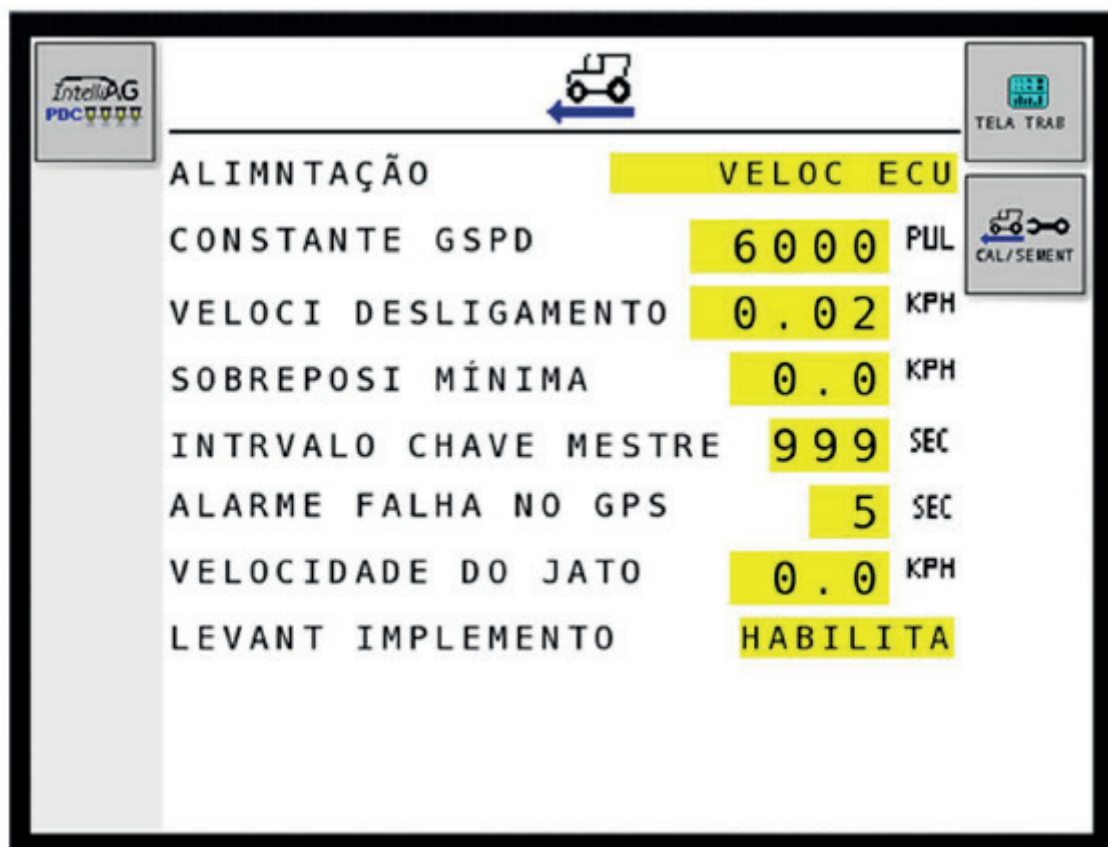 IntelliAG
PDC
TELA TRAB
ALIMNTAÇÃO VELOC ECU
CONSTANTE GSPD 6000 PUL
CAL/SEMENT
VELOCI DESLIGAMENTO 0.02 KPH
SOBREPOSI MÍNIMA 0.0 KPH
INTRVALO CHAVE MESTRE 999 SEC
ALARME FALHA NO GPS 5 SEC
VELOCIDADE DO JATO 0.0 KPH
LEVANT IMPLEMENTO HABILITA